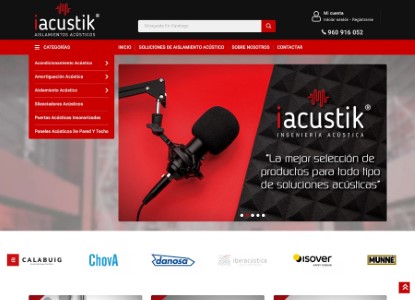 iacustik®
AISLAMIENTOS ACÚSTICOS
Búsqueda En Catálogo
Mi cuenta
Iniciar sesión - Registrarse
960 916 052
CATEGORÍAS
INICIO
SOLUCIONES DE AISLAMIENTO ACÚSTICO
SOBRE NOSOTROS
CONTACTAR
Acondicionamiento Acústico
Amortiguación Acústica
Aislamiento Acústico
Silenciadores Acústicos
Puertas Acústicas Insonorizadas
Paneles Acústicos De Pared Y Techo
iacustik®
INGENIERÍA ACÚSTICA
"La mejor selección de
productos para todo tipo
de soluciones acústicas"
CALABUIG
ChovA
danosa
isover
MUNNE